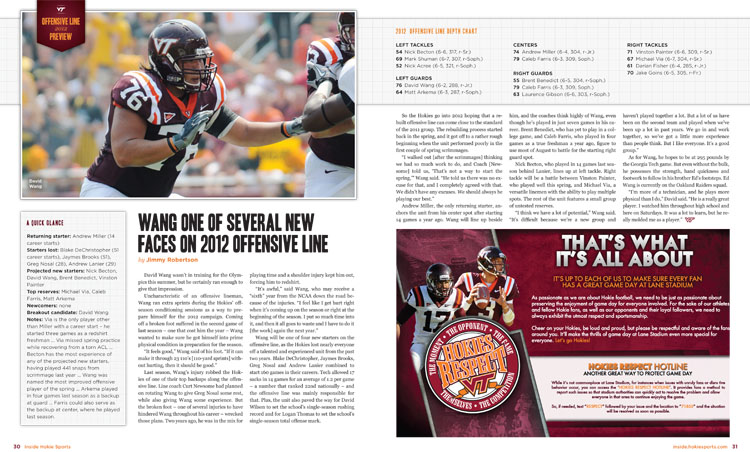 VT
OFFENSIVE LINE
2012
PREVIEW
VT
76
David
Wang
A QUICK GLANCE
Returning starter: Andrew Miller (14
career starts)
Starters lost: Blake DeChristopher (51
career starts), Jaymes Brooks (51),
Greg Nosal (28), Andrew Lanier (29)
Projected new starters: Nick Becton,
David Wang, Brent Benedict, Vinston
Painter
Top reserves: Michael Via, Caleb
Farris, Matt Arkema
Newcomers: none
Breakout candidate: David Wang
Notes: Via is the only player other
than Miller with a career start – he
started three games as a redshirt
freshman ... Via missed spring practice
while recovering from a torn ACL ...
Becton has the most experience of
any of the projected new starters,
having played 441 snaps from
scrimmage last year ... Wang was
named the most improved offensive
player of the spring ... Arkema played
in four games last season as a backup
at guard ... Farris could also serve as
the backup at center, where he played
last season.
WANG ONE OF SEVERAL NEW
FACES ON 2012 OFFENSIVE LINE
by Jimmy Robertson
David Wang wasn't in training for the Olym-
pics this summer, but he certainly ran enough to
give that impression.
Uncharacteristic of an offensive lineman,
Wang ran extra sprints during the Hokies' off-
season conditioning sessions as a way to pre-
pare himself for the 2012 campaign. Coming
off a broken foot suffered in the second game of
last season – one that cost him the year – Wang
wanted to make sure he got himself into prime
physical condition in preparation for the season.
"It feels good," Wang said of his foot. "If it can
make it through 23 110's [110-yard sprints] with-
out hurting, then it should be good."
Last season, Wang's injury robbed the Hok-
ies of one of their top backups along the offen-
sive line. Line coach Curt Newsome had planned
on rotating Wang to give Greg Nosal some rest,
while also giving Wang some experience. But
the broken foot – one of several injuries to have
hindered Wang throughout his career – wrecked
those plans. Two years ago, he was in the mix for
playing time and a shoulder injury kept him out,
forcing him to redshirt.
"It's awful," said Wang, who may receive a
"sixth" year from the NCAA down the road be-
cause of the injuries. "I feel like I get hurt right
when it's coming up on the season or right at the
beginning of the season. I put so much time into
it, and then it all goes to waste and I have to do it
[the work] again the next year."
Wang will be one of four new starters on the
offensive line, as the Hokies lost nearly everyone
off a talented and experienced unit from the past
two years. Blake DeChristopher, Jaymes Brooks,
Greg Nosal and Andrew Lanier combined to
start 160 games in their careers. Tech allowed 17
sacks in 14 games for an average of 1.2 per game
– a number that ranked 22nd nationally – and
the offensive line was mainly responsible for
that. Plus, the unit also paved the way for David
Wilson to set the school's single-season rushing
record and for Logan Thomas to set the school's
single-season total offense mark.
30 Inside Hokie Sports
2012 OFFENSIVE LINE DEPTH CHART
LEFT TACKLES
54 Nick Becton (6-6, 317, r-Sr.)
69 Mark Shuman (6-7, 307, r-Soph.)
52 Nick Acree (6-5, 321, r-Soph.)
LEFT GUARDS
76 David Wang (6-2, 288, r-Jr.)
64 Matt Arkema (6-3, 287, r-Soph.)
CENTERS
74 Andrew Miller (6-4, 304, r-Jr.)
79 Caleb Farris (6-3, 309, Soph.)
RIGHT GUARDS
55 Brent Benedict (6-5, 304, r-Soph.)
79 Caleb Farris (6-3, 309, Soph.)
63 Laurence Gibson (6-6, 303, r-Soph.)
RIGHT TACKLES
71 Vinston Painter (6-6, 309, r-Sr.)
67 Michael Via (6-7, 304, r-Sr.)
61 Derian Fisher (6-4, 285, r-Jr.)
70 Jake Goins (6-5, 305, r-Fr.)
So the Hokies go into 2012 hoping that a re-
built offensive line can come close to the standard
of the 2011 group. The rebuilding process started
back in the spring, and it got off to a rather rough
beginning when the unit performed poorly in the
first couple of spring scrimmages.
"I walked out [after the scrimmages] thinking
we had so much work to do, and Coach [New-
some] told us, 'That's not a way to start the
spring,'" Wang said. "He told us there was no ex-
cuse for that, and I completely agreed with that.
We didn't have any excuses. We should always be
playing our best."
Andrew Miller, the only returning starter, an-
chors the unit from his center spot after starting
14 games a year ago. Wang will line up beside
him, and the coaches think highly of Wang, even
though he's played in just seven games in his ca-
reer. Brent Benedict, who has yet to play in a col-
lege game, and Caleb Farris, who played in four
games as a true freshman a year ago, figure to
use most of August to battle for the starting right
guard spot.
Nick Becton, who played in 14 games last sea-
son behind Lanier, lines up at left tackle. Right
tackle will be a battle between Vinston Painter,
who played well this spring, and Michael Via, a
versatile lineman with the ability to play multiple
spots. The rest of the unit features a small group
of untested reserves.
"I think we have a lot of potential," Wang said.
"It's difficult because we're a new group and
haven't played together a lot. But a lot of us have
been on the second team and played when we've
been up a lot in past years. We go in and work
together, so we've got a little more experience
than people think. But I like everyone. It's a good
group."
As for Wang, he hopes to be at 295 pounds by
the Georgia Tech game. But even without the bulk,
he possesses the strength, hand quickness and
footwork to follow in his brother Ed's footsteps. Ed
Wang is currently on the Oakland Raiders squad.
"I'm more of a technician, and he plays more
physical than I do," David said. "He is a really great
player. I watched him throughout high school and
here on Saturdays. It was a lot to learn, but he re-
ally molded me as a player."
THAT'S WHAT
IT'S ALL ABOUT
IT'S UP TO EACH OF US TO MAKE SURE EVERY FAN
HAS A GREAT GAME DAY AT LANE STADIUM
As passionate as we are about Hokie football, we need to be just as passionate about
protecting the enjoyment of game day for everyone involved. For the sake of our athletes
and fellow Hokie fans, as well as our opponents and their loyal followers, we need to
always exhibit the utmost respect and sportsmanship.
Cheer on your Hokies, be loud and proud, but please be respectful and aware of the fans
around you. It'll make the thrills of game day at Lane Stadium even more special for
everyone. Let's go Hokies!
HOKIES RESPECT HOTLINE
ANOTHER GREAT WAY TO PROTECT GAME DAY
While it's not commonplace at Lane Stadium, for instances when issues with unruly fans or divisive
behavior occur, you can access the "HOKIES RESPECT HOTLINE". It provides fans a method to
report such issues so that stadium authorities can quickly act to resolve the problem and allow
everyone in that area to continue enjoying the game.
So, if needed, text "RESPECT" followed by your issue and the location to "69050" and the situation
will be resolved as soon as possible.
THE MOMENT • THE OPPONENT • THE GAME
HOKIES
RESPECT
VT
THEMSELVES • THE COMPETITION
inside.hokiesports.com 31